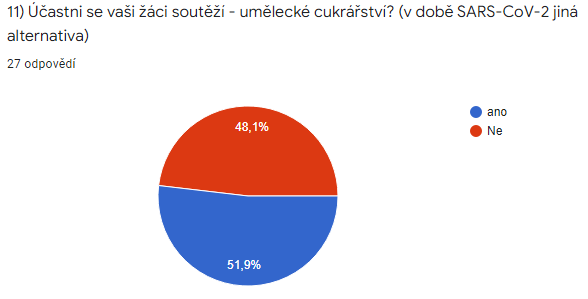 11) Účastni se vaši žáci soutěží - umělecké cukrářství? (v době SARS-CoV-2 jiná
alternativa)
27 odpovědí
48,1%
51,9%
ano
Ne